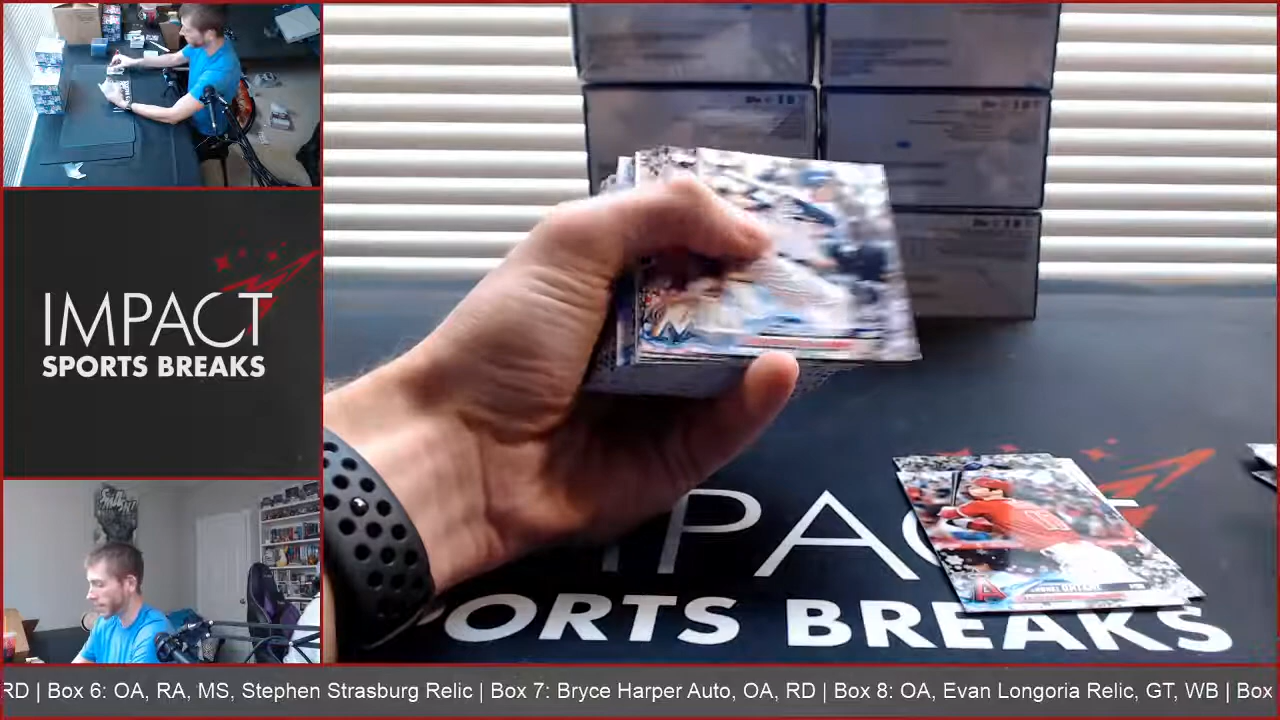 IMPACT
SPORTS BREAKS
IMPACT
SPORTS BREAKS
RD | Box 6: OA, RA, MS, Stephen Strasburg Relic | Box 7: Bryce Harper Auto, OA, RD | Box 8: OA, Evan Longoria Relic, GT, WB | Box